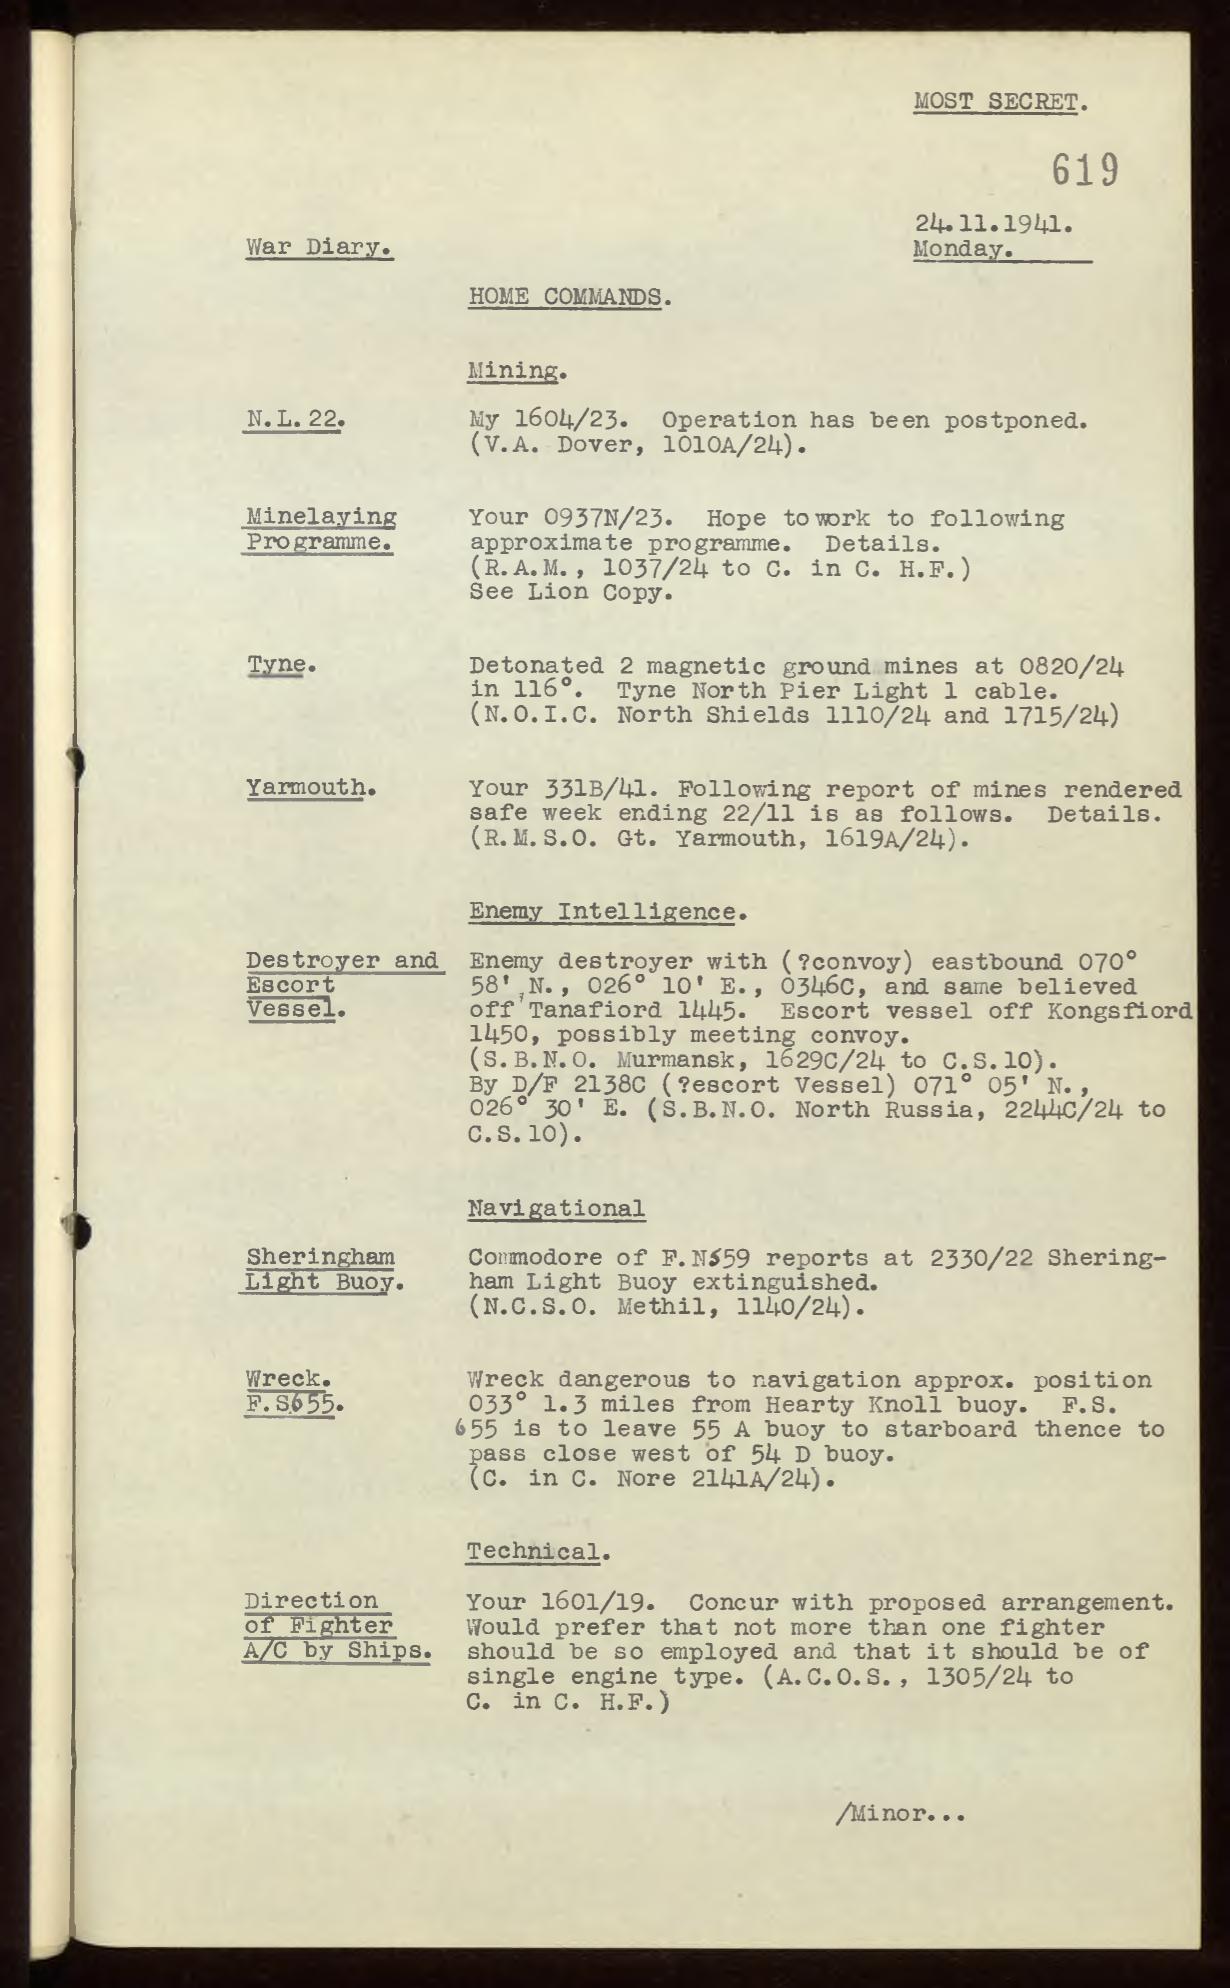 MOST SECRET.
619
24.11.1941.
War Diary.
Monday.
HOME COMMANDS.
Mining.
N.L.22. My 1604/23. Operation has been postponed.
(V.A. Dover, 1010A/24).
Minelaying Your 0937N/23. Hope to work to following
Programme. approximate programme. Details.
(R.A.M., 1037/24 to C. in C. H.F.)
See Lion Copy.
Tyne. Detonated 2 magnetic ground mines at 0820/24
in 116°. Tyne North Pier Light 1 cable.
(N.O.I.C. North Shields 1110/24 and 1715/24)
Yarmouth. Your 331B/41. Following report of mines rendered
safe week ending 22/11 is as follows. Details.
(R.M.S.O. Gt. Yarmouth, 1619A/24).
Enemy Intelligence.
Destroyer and Enemy destroyer with (?convoy) eastbound 070°
Escort 58' N., 026° 10' E., 0346C, and same believed
Vessel. off Tanafiord 1445. Escort vessel off Kongsfiord
1450, possibly meeting convoy.
(S.B.N.O. Murmansk, 1629C/24 to C.S.10).
By D/F 2138C (?escort Vessel) 071° 05' N.,
026° 30' E. (S.B.N.O. North Russia, 2244C/24 to
C.S.10).
Navigational
Sheringham Commodore of F.N559 reports at 2330/22 Shering-
Light Buoy. ham Light Buoy extinguished.
(N.C.S.O. Methil, 1140/24).
Wreck. Wreck dangerous to navigation approx. position
F.S655. 033° 1.3 miles from Hearty Knoll buoy. F.S.
655 is to leave 55 A buoy to starboard thence to
pass close west of 54 D buoy.
(C. in C. Nore 2141A/24).
Technical.
Direction Your 1601/19. Concur with proposed arrangement.
of Fighter Would prefer that not more than one fighter
A/C by Ships. should be so employed and that it should be of
single engine type. (A.C.O.S., 1305/24 to
C. in C. H.F.)
/Minor...